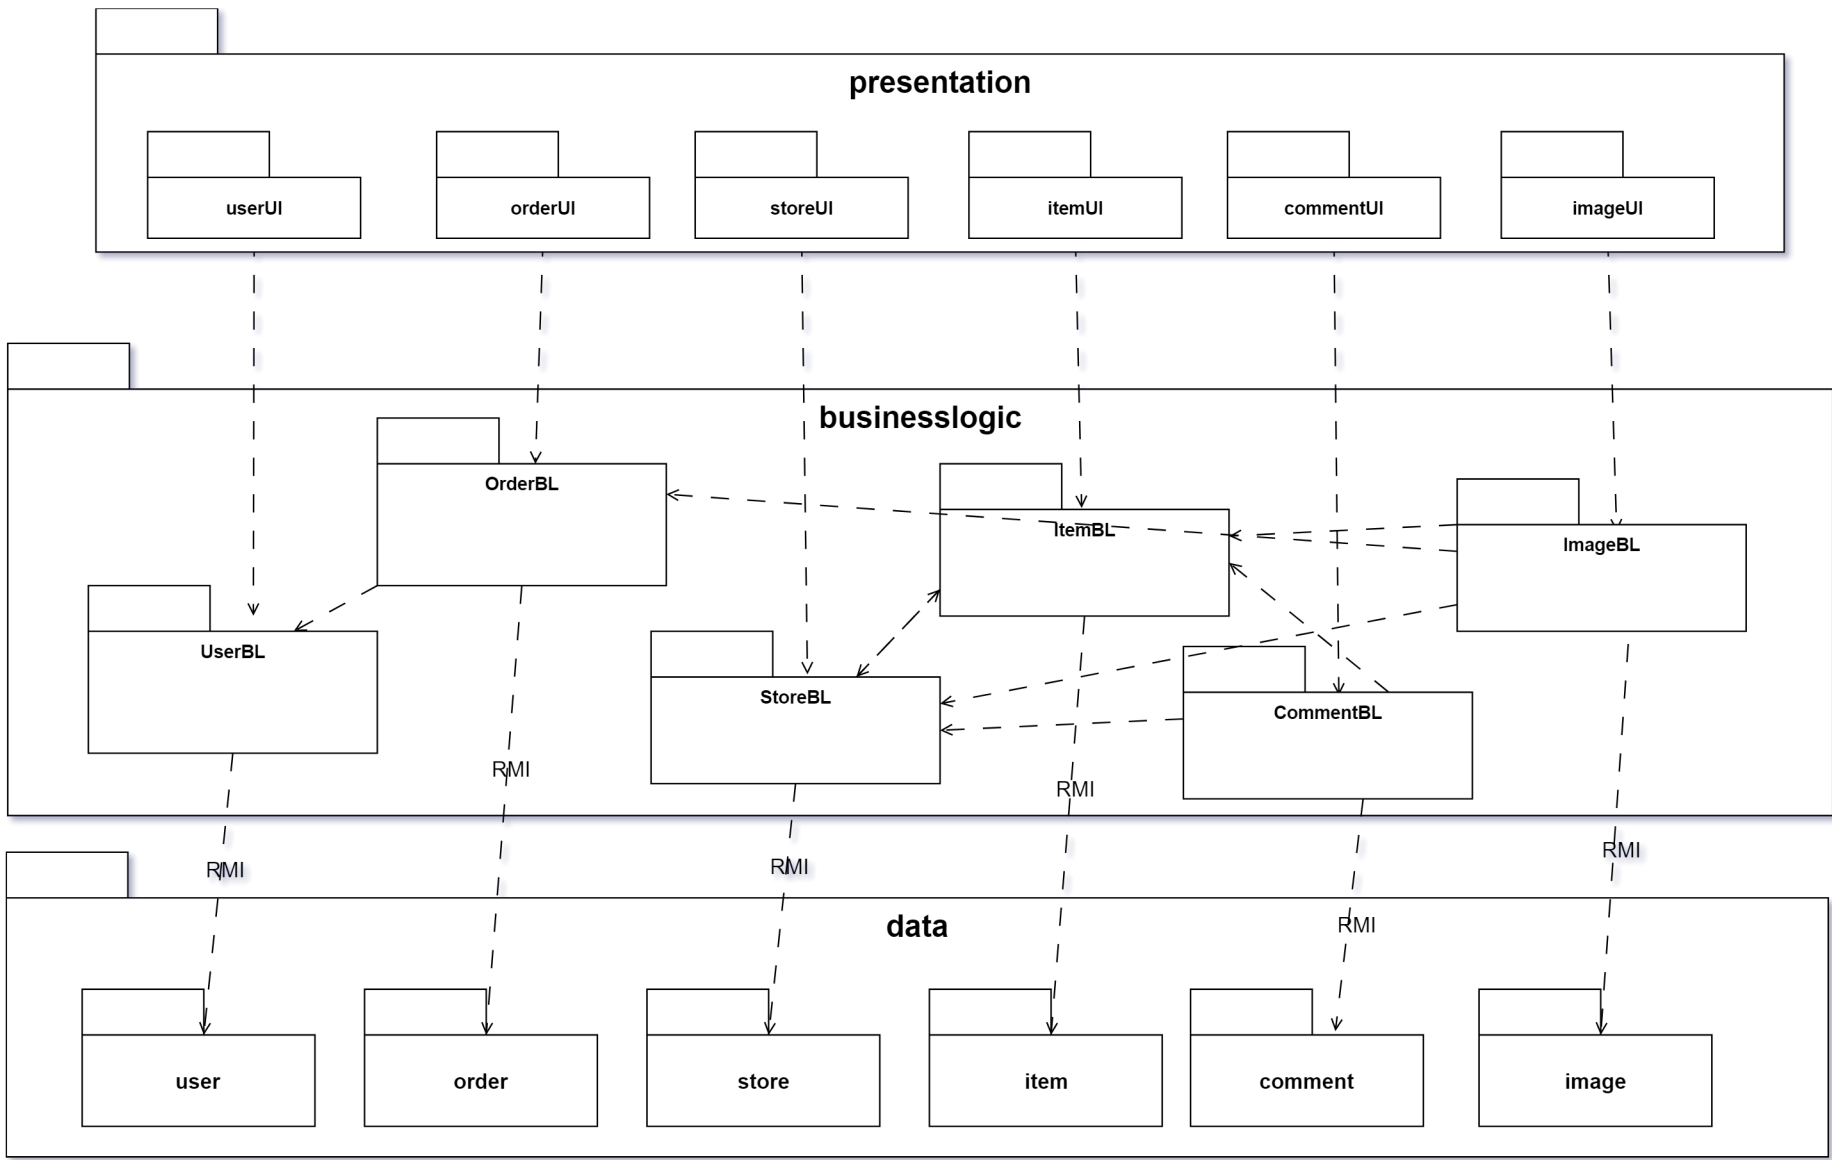 presentation
userUI
orderUI
storeUI
itemUI
commentUI
imageUI
businesslogic
OrderBL
ItemBL
ImageBL
UserBL
StoreBL
CommentBL
RMI
RMI
RMI
RMI
RMI
RMI
data
user
order
store
item
comment
image